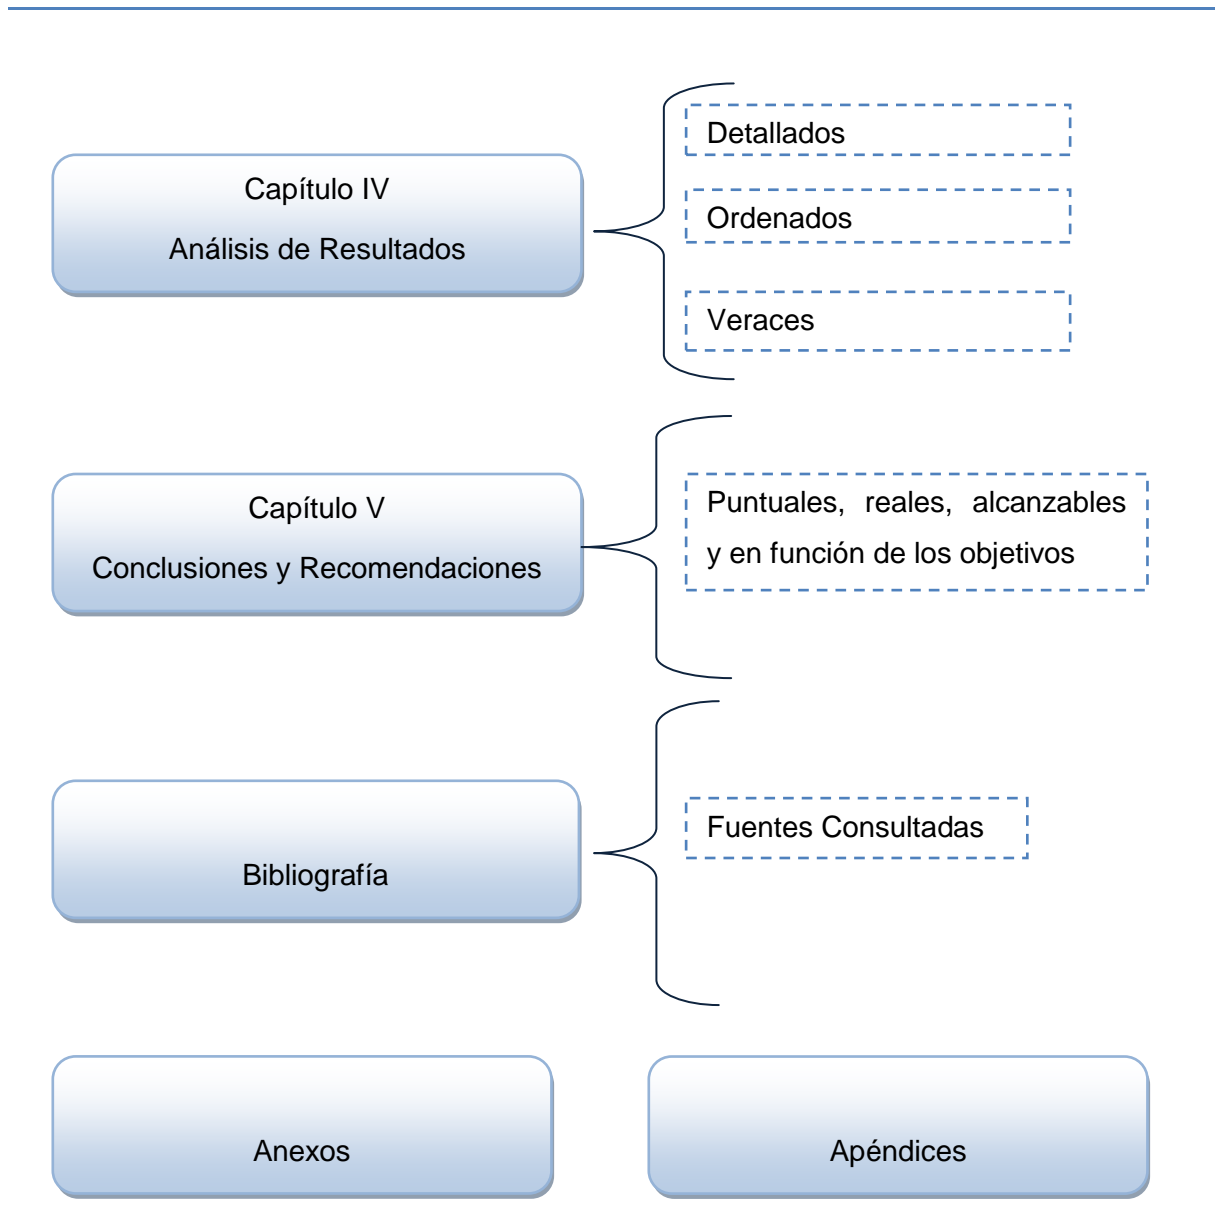 Capítulo IV
Análisis de Resultados
Detallados
Ordenados
Veraces
Capítulo V
Conclusiones y Recomendaciones
Puntuales, reales, alcanzables
y en función de los objetivos
Bibliografía
Fuentes Consultadas
Anexos
Apéndices